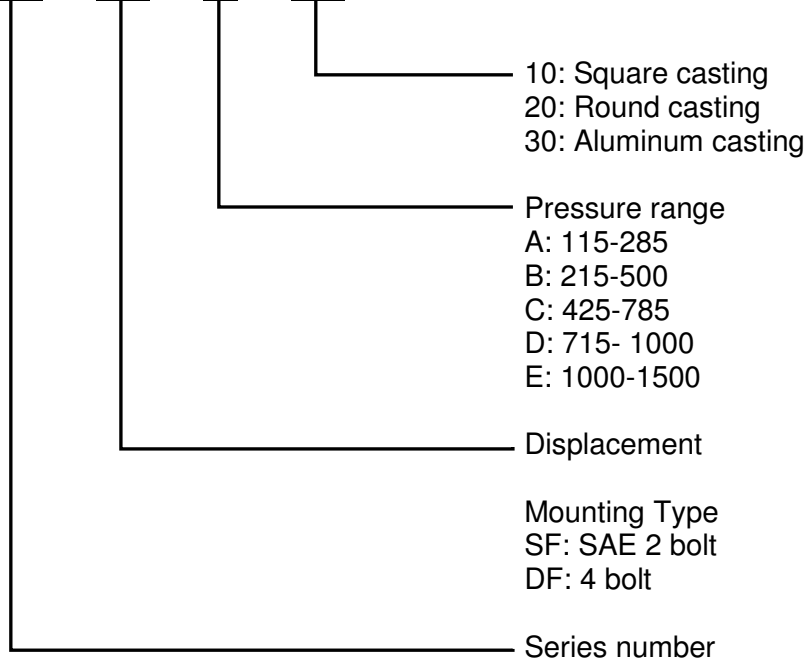 10: Square casting
20: Round casting
30: Aluminum casting
Pressure range
A: 115-285
B: 215-500
C: 425-785
D: 715- 1000
E: 1000-1500
Displacement
Mounting Type
SF: SAE 2 bolt
DF: 4 bolt
Series number